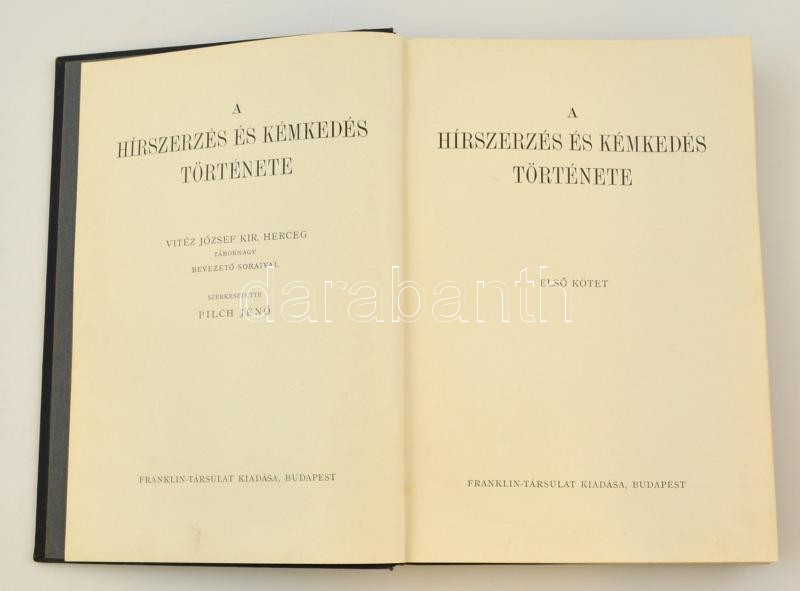 A
HÍRSZERZÉS ÉS KÉMKEDÉS
TÖRTÉNETE
VITÉZ JÓZSEF KIR. HERCEG
TÁBORNAGY
BEVEZETŐ SORAIVAL
SZERKESZTETTE
PILCH JENŐ
FRANKLIN-TÁRSULAT KIADÁSA, BUDAPEST
A
HÍRSZERZÉS ÉS KÉMKEDÉS
TÖRTÉNETE
ELSŐ KÖTET
FRANKLIN-TÁRSULAT KIADÁSA, BUDAPEST
darabanth